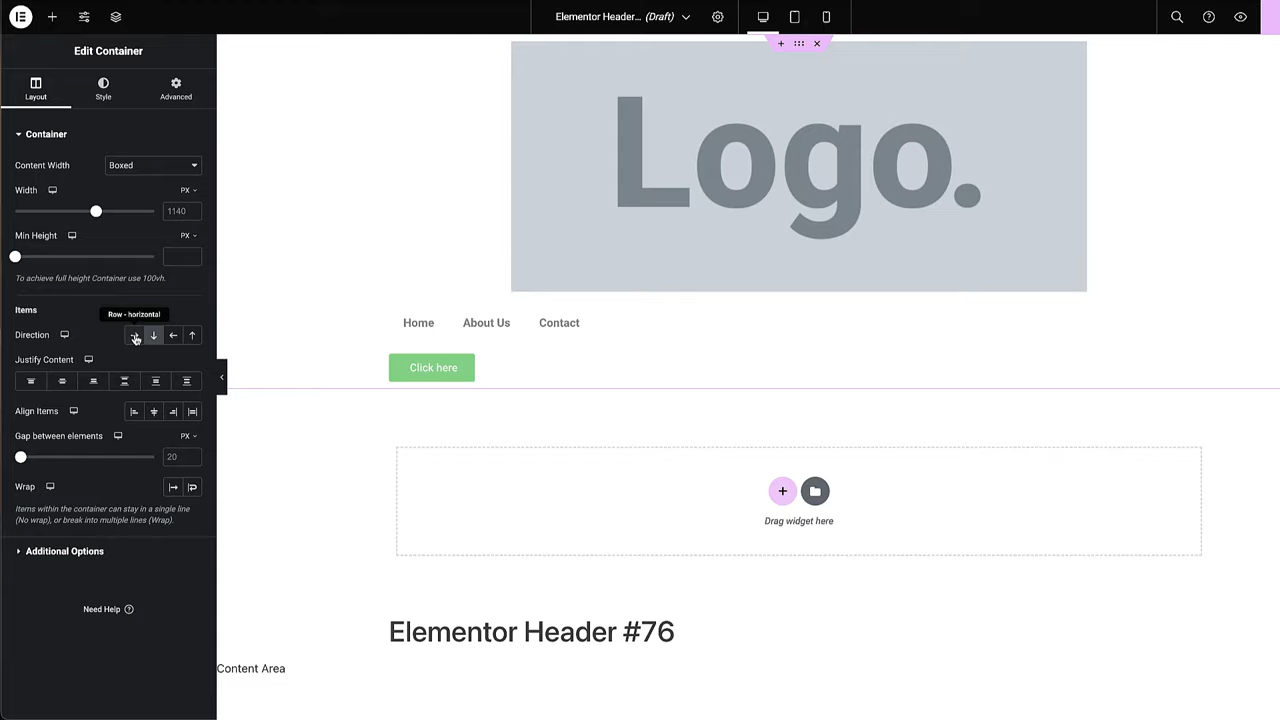 Elementor Header... (Draft)
Edit Container
Layout
Style
Advanced
Container
Content Width
Boxed
Width
PX
1140
Min Height
PX
To achieve full height Container use 100vh.
Items
Row - horizontal
Direction
Justify Content
Align Items
Gap between elements
PX
20
Wrap
Items within the container can stay in a single line
(No wrap), or break into multiple lines (Wrap).
Additional Options
Need Help
Logo.
Home About Us Contact
Click here
Drag widget here
Elementor Header #76
Content Area